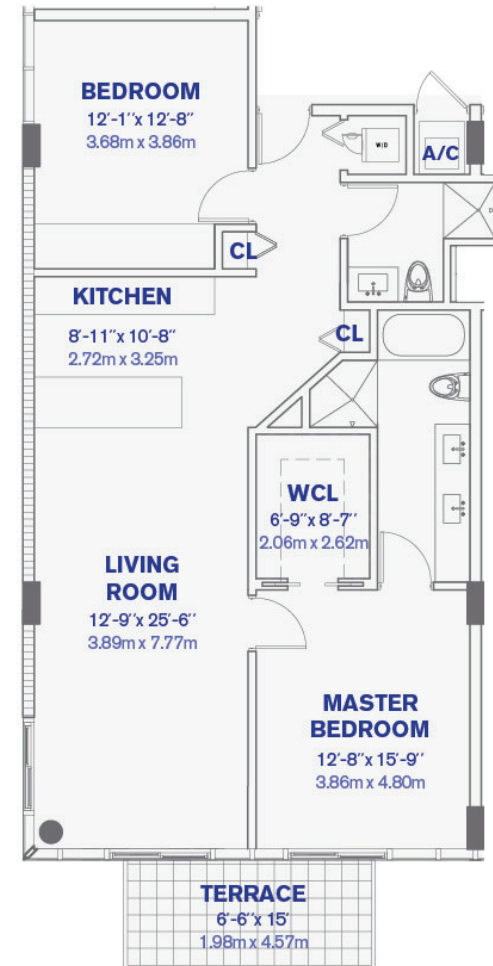 BEDROOM
12'-1"x 12'-8"
3.68m x 3.86m
W/D
A/C
CL
KITCHEN
8'-11"x 10'-8"
2.72m x 3.25m
CL
WCL
6'-9"x 8'-7"
2.06m x 2.62m
LIVING
ROOM
12'-9"x 25'-6"
3.89m x 7.77m
MASTER
BEDROOM
12'-8"x 15'-9"
3.86m x 4.80m
TERRACE
6'-6"x 15'
1.98m x 4.57m